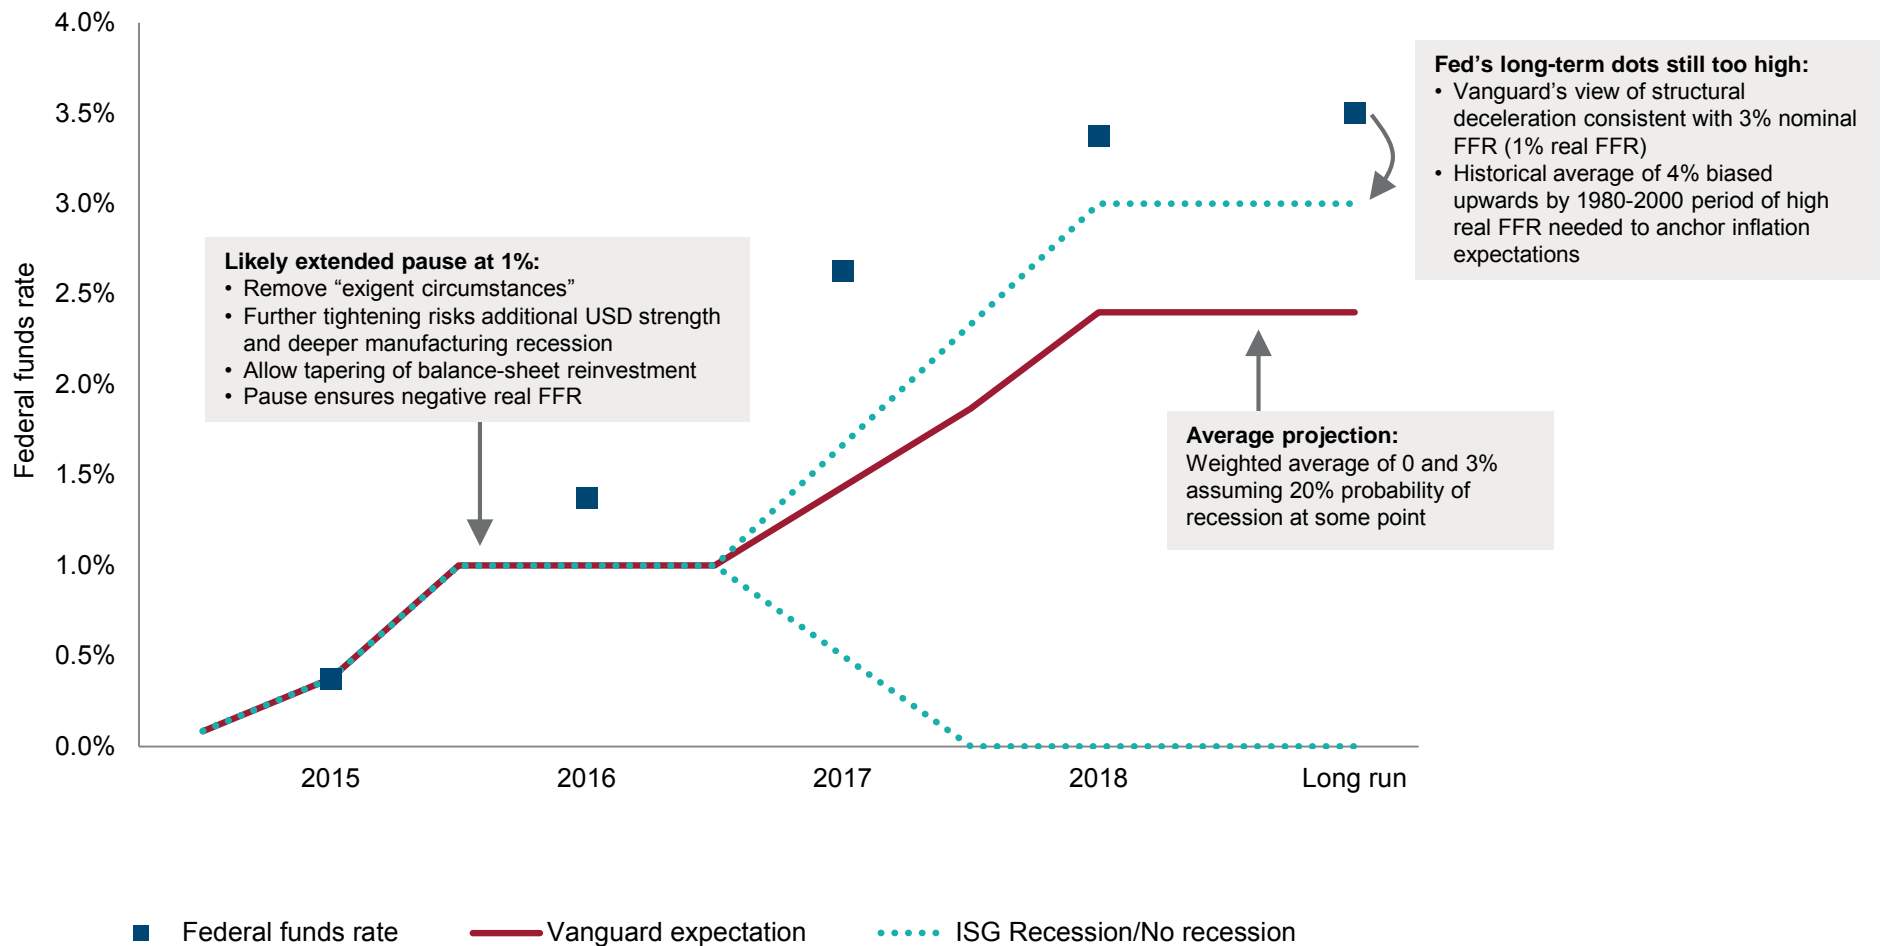 4.0%
3.5%
3.0%
2.5%
2.0%
1.5%
1.0%
0.5%
0.0%
Federal funds rate
Likely extended pause at 1%:
• Remove “exigent circumstances”
• Further tightening risks additional USD strength
and deeper manufacturing recession
• Allow tapering of balance-sheet reinvestment
• Pause ensures negative real FFR
Fed’s long-term dots still too high:
• Vanguard’s view of structural
deceleration consistent with 3% nominal
FFR (1% real FFR)
• Historical average of 4% biased
upwards by 1980-2000 period of high
real FFR needed to anchor inflation
expectations
Average projection:
Weighted average of 0 and 3%
assuming 20% probability of
recession at some point
2015
2016
2017
2018
Long run
Federal funds rate
Vanguard expectation
ISG Recession/No recession